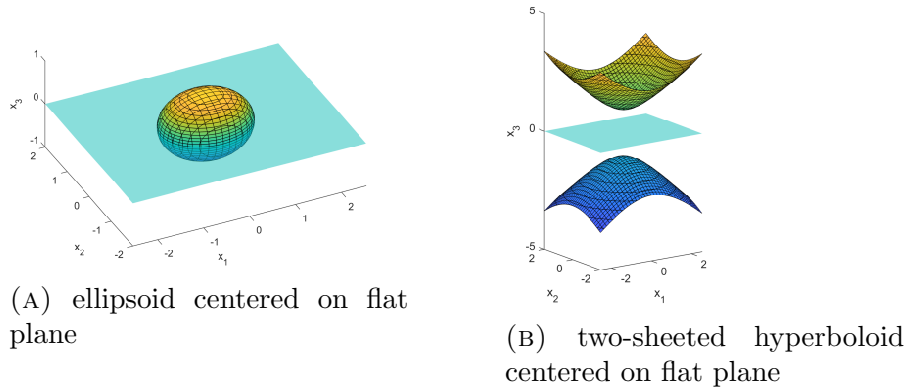 1
0
-1
x3
2
1
0
-1
-2
x2
-2
-1
0
1
2
x1
(A) ellipsoid centered on flat
plane
5
0
-5
x3
2
0
-2
x2
-2
0
2
x1
(B) two-sheeted hyperboloid
centered on flat plane